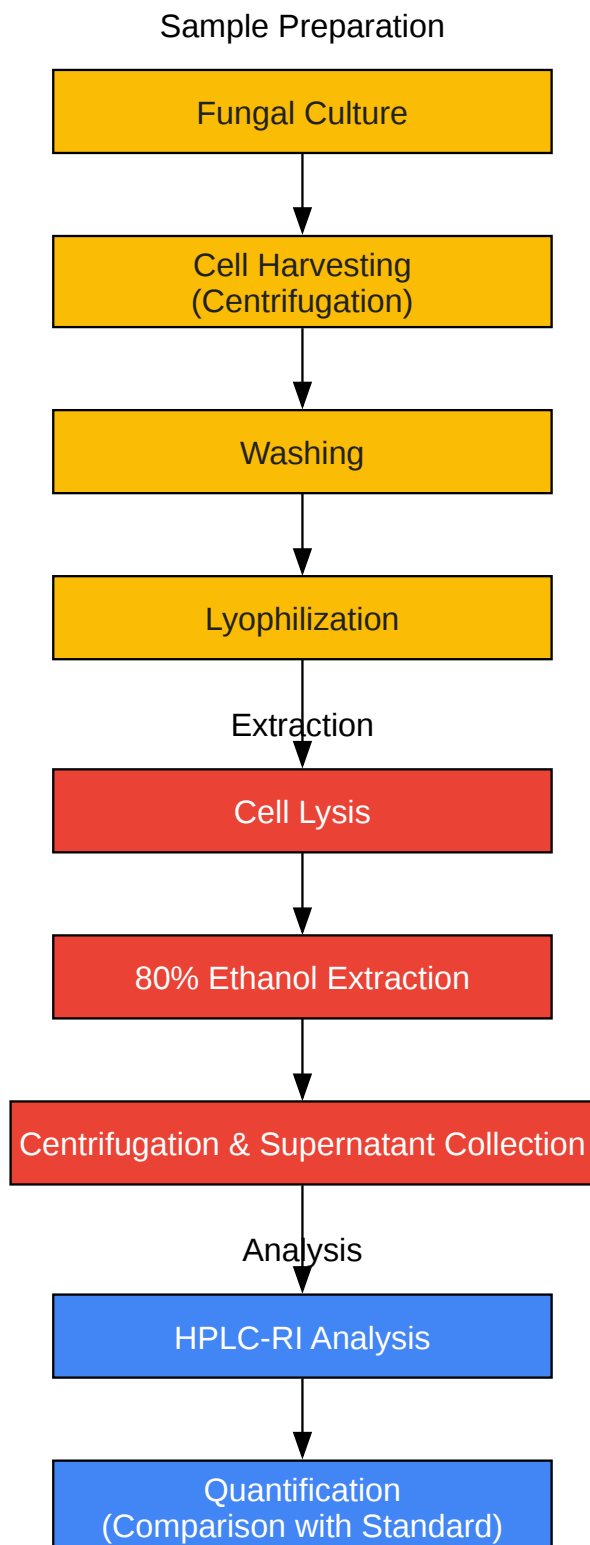 Sample Preparation
Fungal Culture
Cell Harvesting
(Centrifugation)
Washing
Lyophilization
Extraction
Cell Lysis
80% Ethanol Extraction
Centrifugation & Supernatant Collection
Analysis
HPLC-RI Analysis
Quantification
(Comparison with Standard)